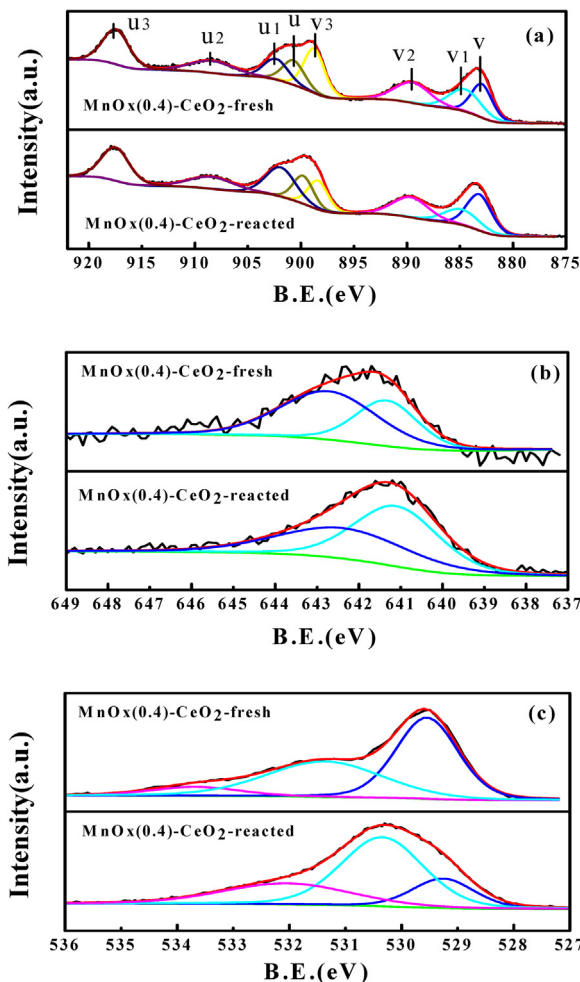 u3 u2 u1 u v3 v2 v1 v (a)
MnOx(0.4)-CeO2-fresh
MnOx(0.4)-CeO2-reacted
Intensity(a.u.)
920 915 910 905 900 895 890 885 880 875
B.E.(eV)
MnOx(0.4)-CeO2-fresh (b)
MnOx(0.4)-CeO2-reacted
Intensity(a.u.)
649 648 647 646 645 644 643 642 641 640 639 638 637
B.E.(eV)
MnOx(0.4)-CeO2-fresh (c)
MnOx(0.4)-CeO2-reacted
Intensity(a.u.)
536 535 534 533 532 531 530 529 528 527
B.E.(eV)